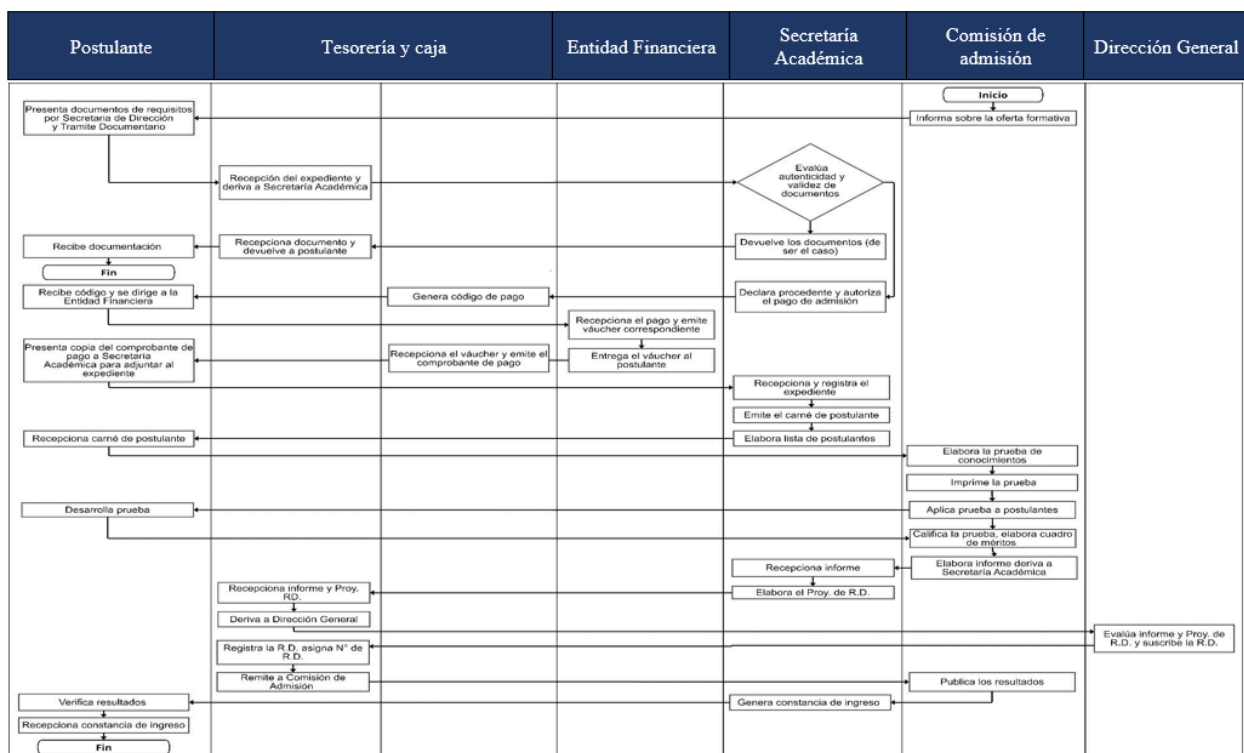 Postulante
Tesorería y caja
Entidad Financiera
Secretaría
Académica
Comisión de
admisión
Dirección General
Inicio
Presenta documentos de requisitos
por Secretaria de Dirección
y Tramite Documentario
Informa sobre la oferta formativa
Recepción del expediente y
deriva a Secretaría Académica
Evalúa
autenticidad y
validez de
documentos
Recibe documentación
Recepciona documento y
devuelve a postulante
Devuelve los documentos (de
ser el caso)
Fin
Recibe código y se dirige a la
Entidad Financiera
Genera código de pago
Declara procedente y autoriza
el pago de admisión
Recepciona el pago y emite
váucher correspondiente
Presenta copia del comprobante de
pago a Secretaría
Académica para adjuntar al
expediente
Recepciona el váucher y emite el
comprobante de pago
Entrega el váucher al
postulante
Recepciona y registra el
expediente
Emite el carné de postulante
Recepciona carné de postulante
Elabora lista de postulantes
Elabora la prueba de
conocimientos
Imprime la prueba
Desarrolla prueba
Aplica prueba a postulantes
Califica la prueba, elabora cuadro
de méritos
Recepciona informe
Elabora informe deriva a
Secretaría Académica
Recepciona informe y Proy.
RD.
Elabora el Proy. de R.D.
Deriva a Dirección General
Evalúa informe y Proy. de
R.D. y suscribe la R.D.
Registra la R.D. asigna N° de
R.D.
Remite a Comisión de
Admisión
Publica los resultados
Verifica resultados
Genera constancia de ingreso
Recepciona constancia de ingreso
Fin